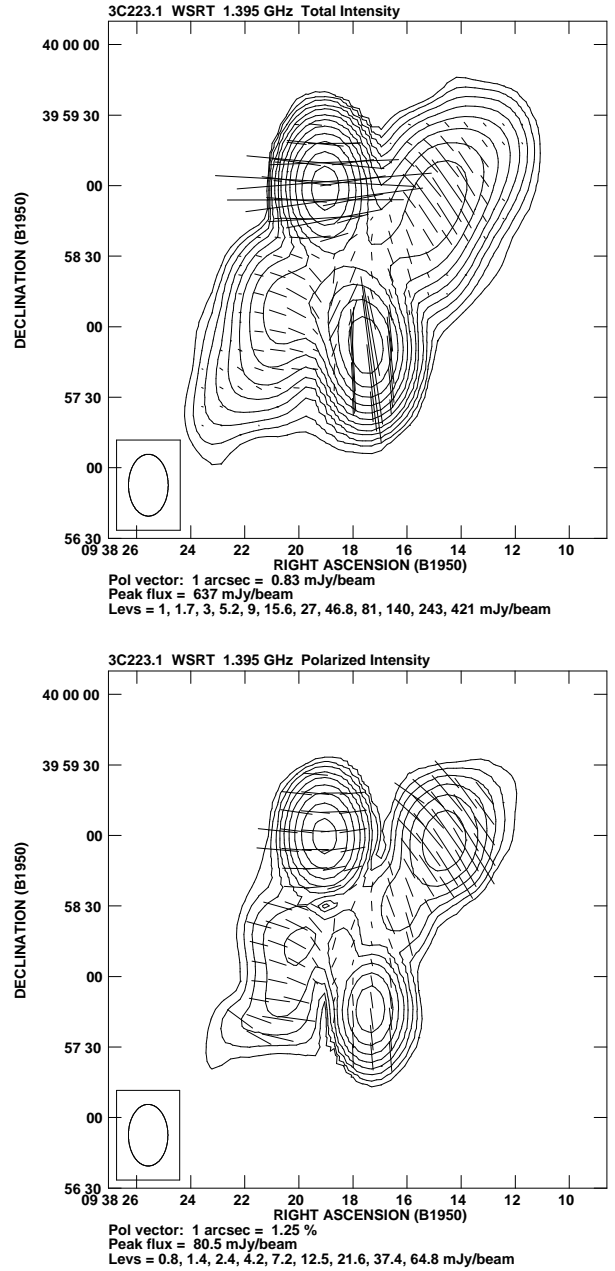 3C223.1 WSRT 1.395 GHz Total Intensity
40 00 00
39 59 30
00
58 30
00
57 30
00
56 30
DECLINATION (B1950)
09 38 26 24 22 20 18 16 14 12 10
RIGHT ASCENSION (B1950)
Pol vector: 1 arcsec = 0.83 mJy/beam
Peak flux = 637 mJy/beam
Levs = 1, 1.7, 3, 5.2, 9, 15.6, 27, 46.8, 81, 140, 243, 421 mJy/beam
3C223.1 WSRT 1.395 GHz Polarized Intensity
40 00 00
39 59 30
00
58 30
00
57 30
00
56 30
DECLINATION (B1950)
09 38 26 24 22 20 18 16 14 12 10
RIGHT ASCENSION (B1950)
Pol vector: 1 arcsec = 1.25 %
Peak flux = 80.5 mJy/beam
Levs = 0.8, 1.4, 2.4, 4.2, 7.2, 12.5, 21.6, 37.4, 64.8 mJy/beam